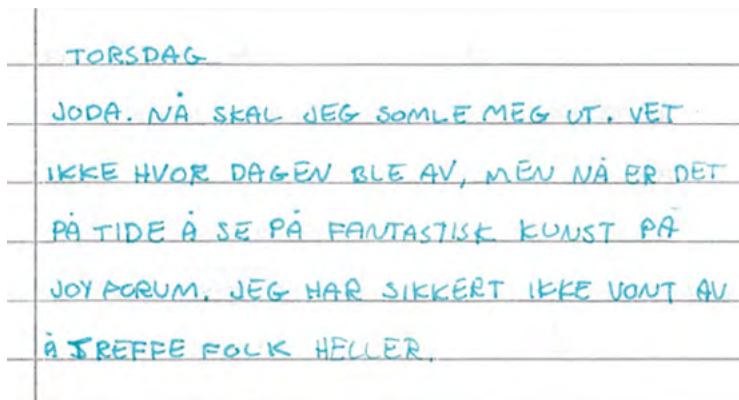 TORSDAG
JODA. NÅ SKAL JEG SOMLE MEG UT. VET
IKKE HVOR DAGEN BLE AV, MEN NÅ ER DET
PÅ TIDE Å SE PÅ FANTASTISK KUNST PÅ
JOY FORUM. JEG HAR SIKKERT IKKE VONT AV
Å TREFFE FOLK HELLER.